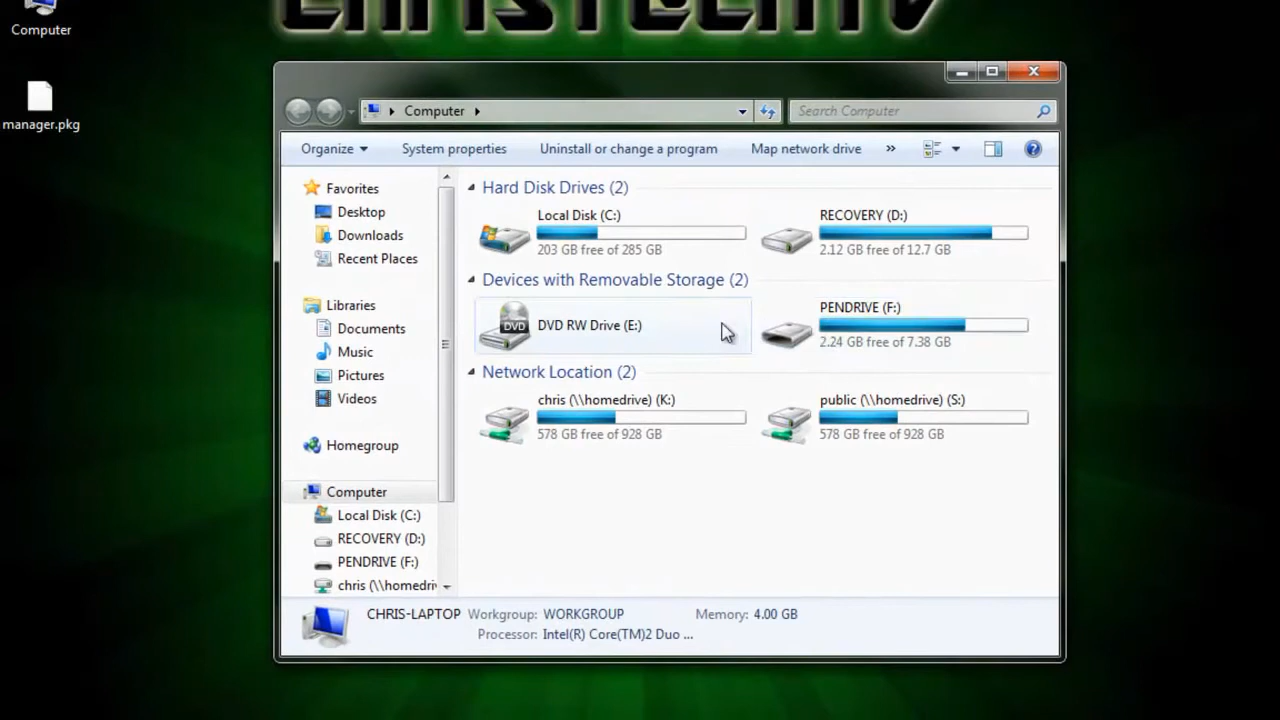 CHRISTECHTV
Computer
manager.pkg
Computer
Search Computer
Organize
System properties
Uninstall or change a program
Map network drive
»
?
Favorites
Desktop
Downloads
Recent Places
Libraries
Documents
Music
Pictures
Videos
Homegroup
Computer
Local Disk (C:)
RECOVERY (D:)
PENDRIVE (F:)
chris (\\homedriv
Hard Disk Drives (2)
Local Disk (C:)
203 GB free of 285 GB
RECOVERY (D:)
2.12 GB free of 12.7 GB
Devices with Removable Storage (2)
DVD
DVD RW Drive (E:)
PENDRIVE (F:)
2.24 GB free of 7.38 GB
Network Location (2)
chris (\\homedrive) (K:)
578 GB free of 928 GB
public (\\homedrive) (S:)
578 GB free of 928 GB
CHRIS-LAPTOP Workgroup: WORKGROUP Memory: 4.00 GB
Processor: Intel(R) Core(TM)2 Duo ...